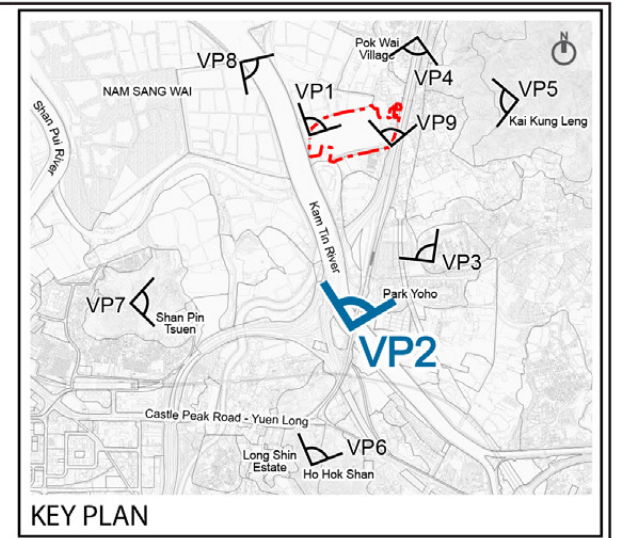 Pok Wai
Village
N
VP8
VP4
NAM SANG WAI
VP1
VP5
VP9
Kai Kung Leng
Shan Pui River
Kam Tin River
VP3
VP7
Park Yoho
Shan Pin
Tsuen
VP2
Castle Peak Road - Yuen Long
Long Shin
Estate
VP6
Ho Hok Shan
KEY PLAN